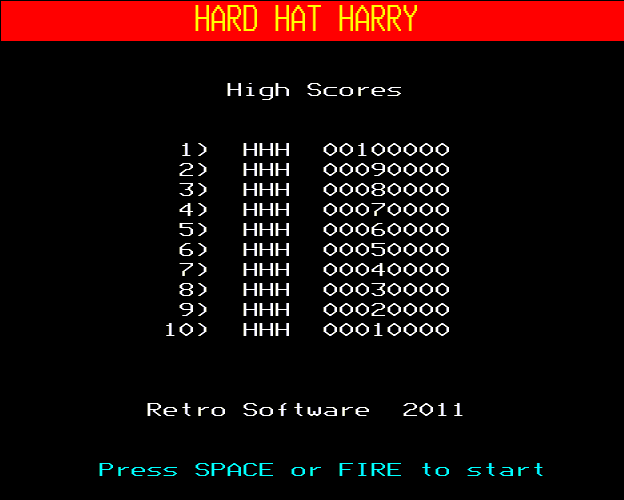 HARD HAT HARRY
High Scores
1) HHH 00100000
2) HHH 00090000
3) HHH 00080000
4) HHH 00070000
5) HHH 00060000
6) HHH 00050000
7) HHH 00040000
8) HHH 00030000
9) HHH 00020000
10) HHH 00010000
Retro Software 2011
Press SPACE or FIRE to start